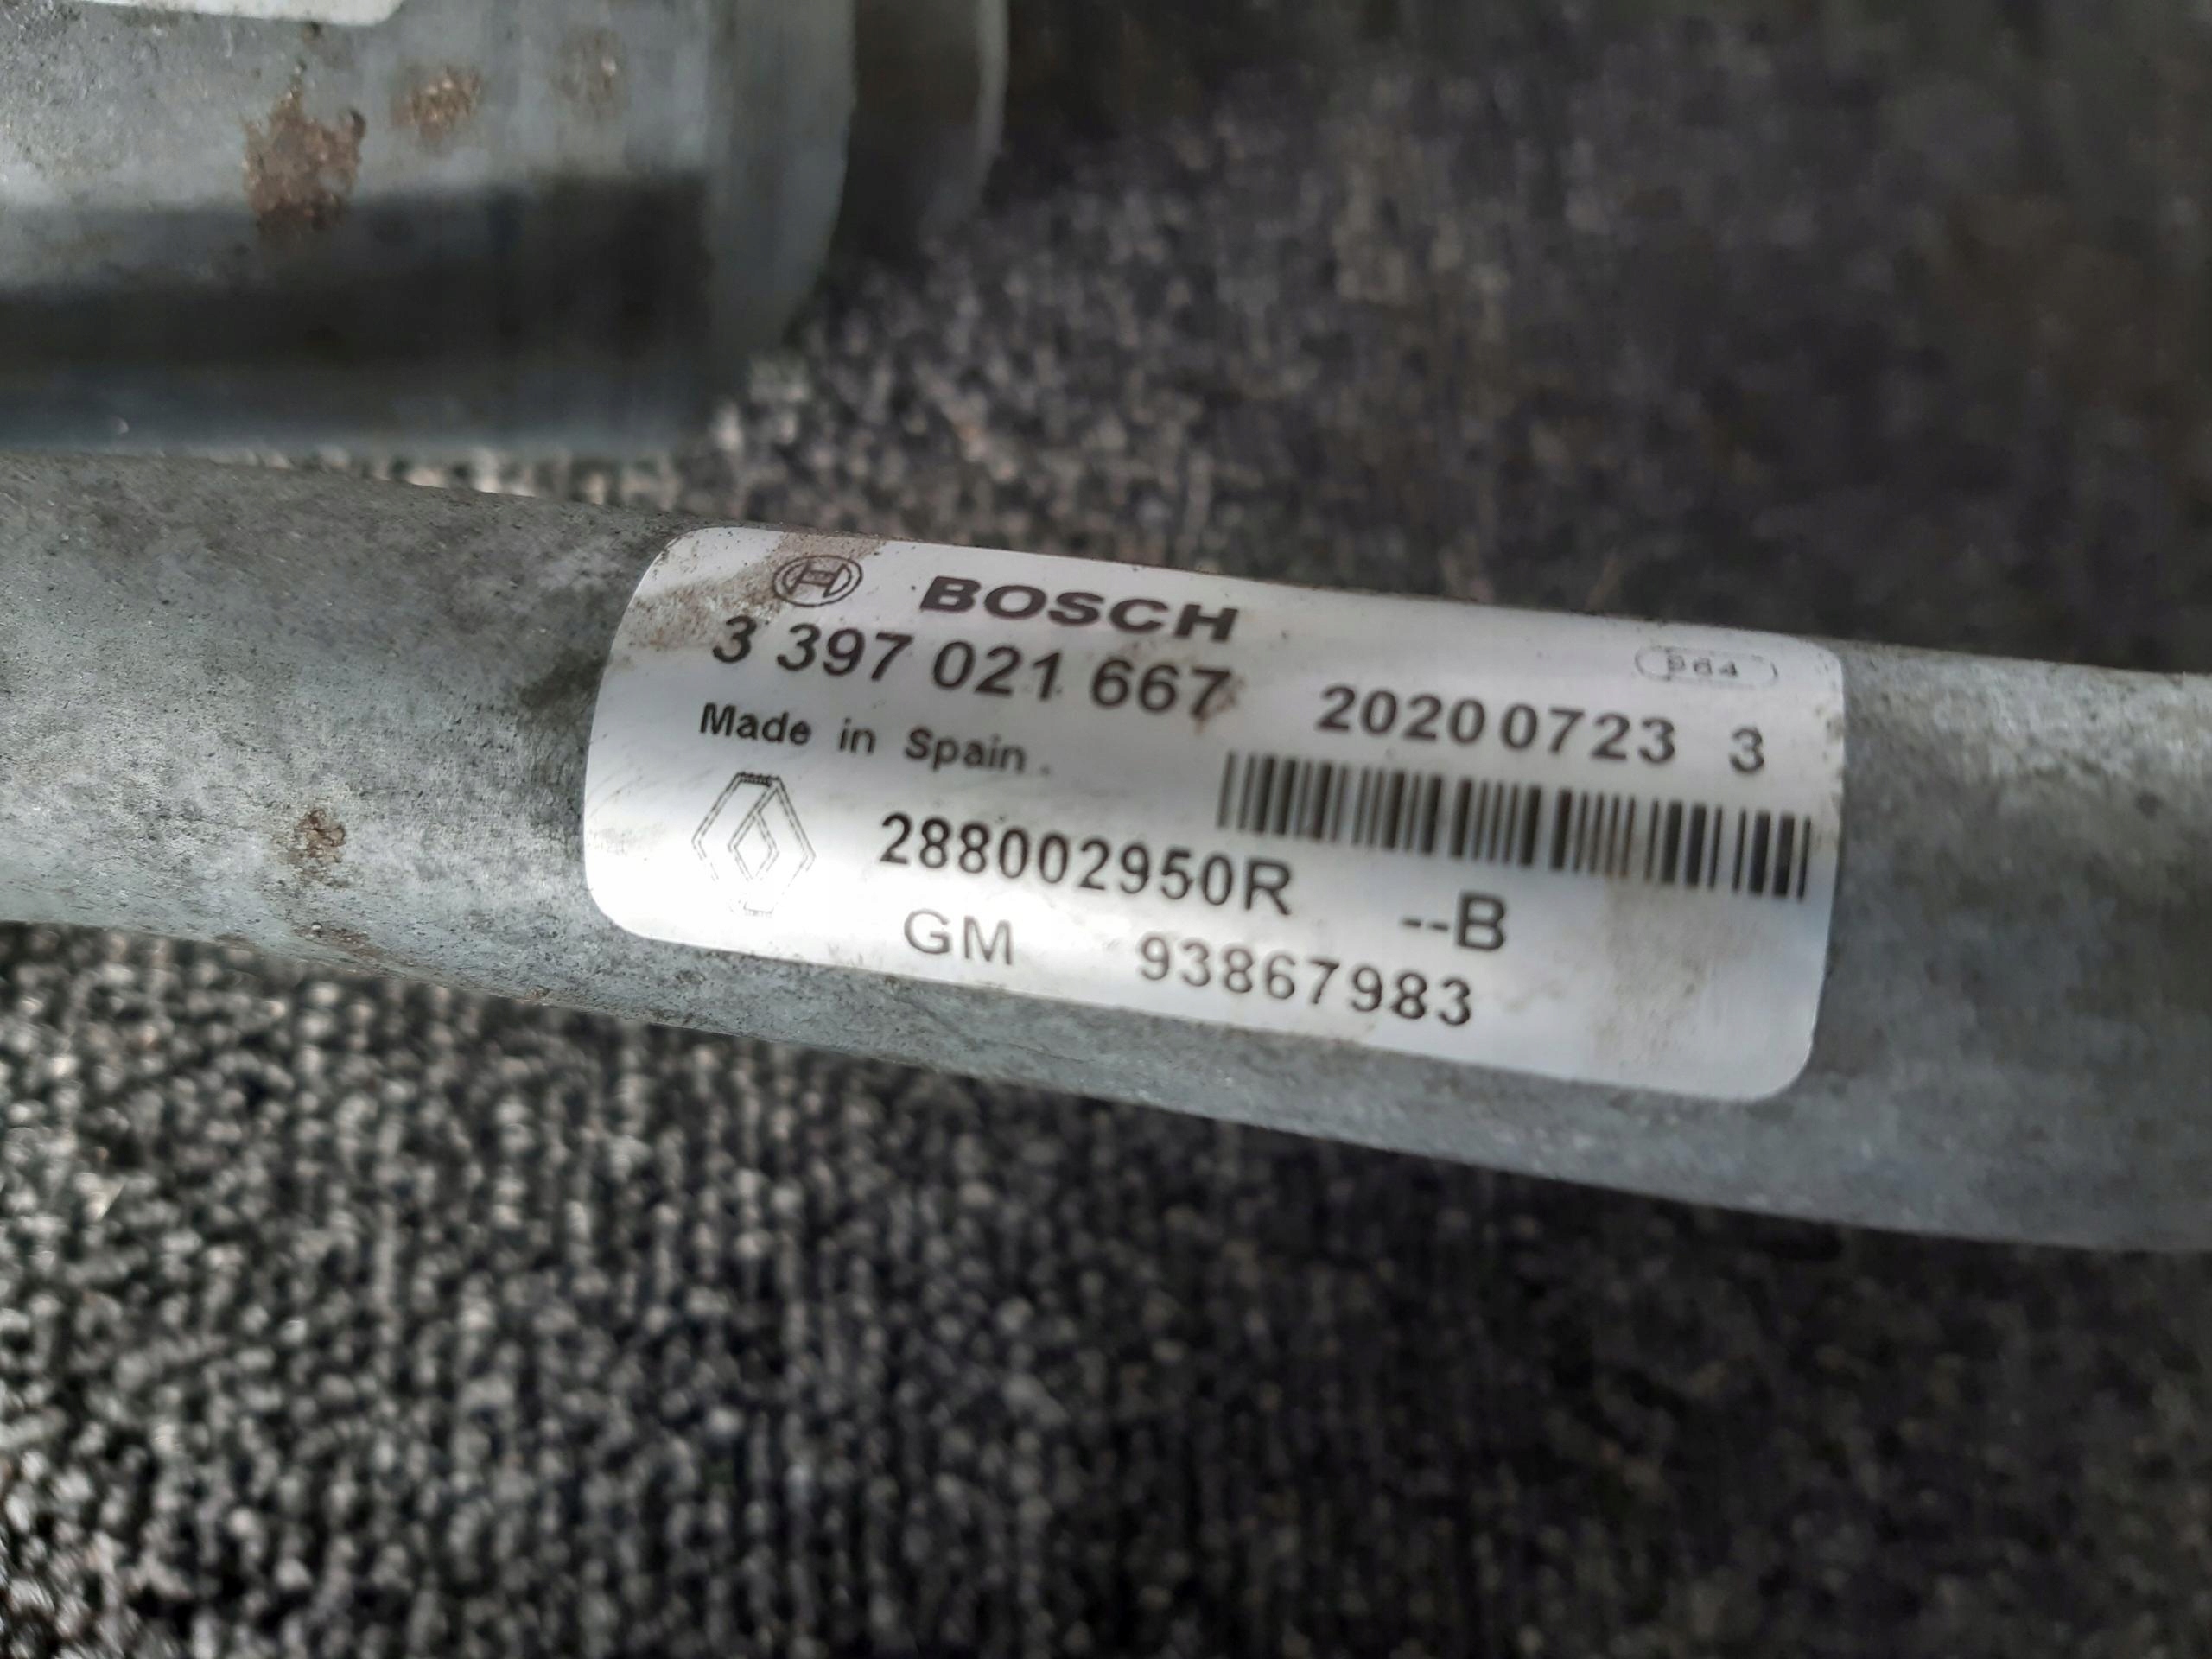 BOSCH
3 397 021 667 20200723 3
Made in Spain.
288002950R --B
GM 93867983